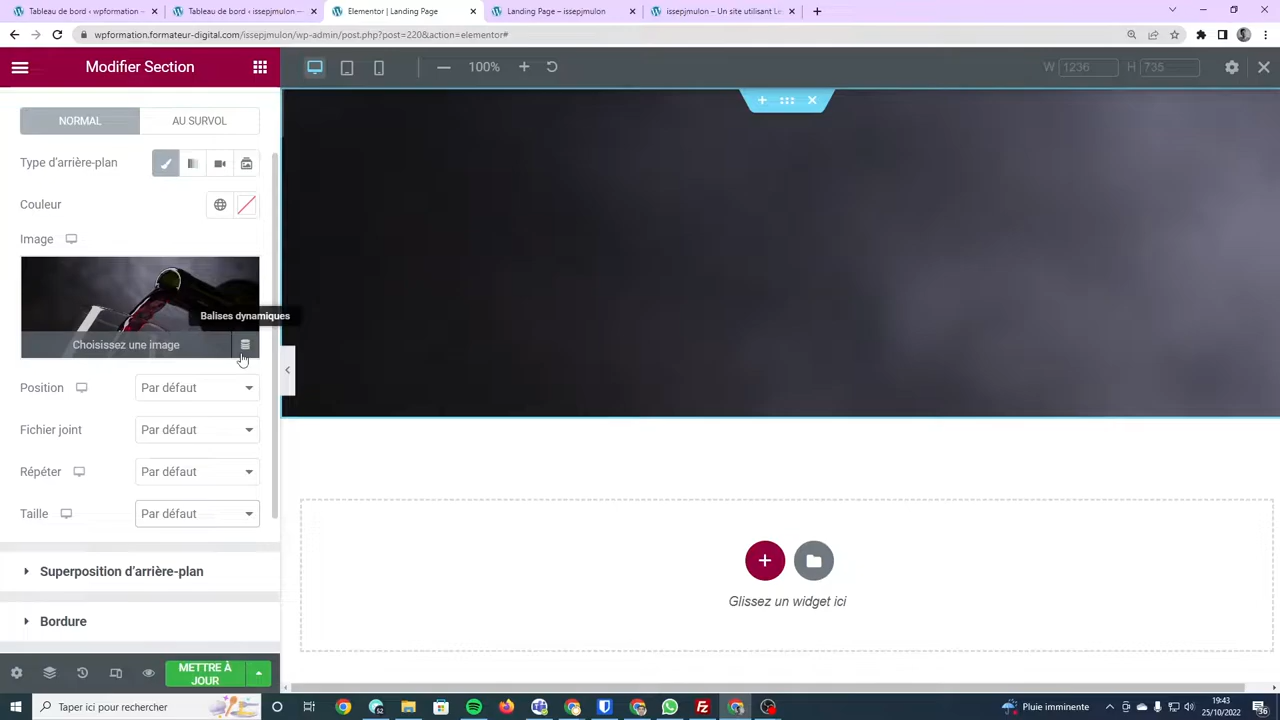 Tableau de bord ‹ wpformation -
Tableau de bord ‹ issepjmulon
Elementor | Landing Page
Landing Page – issepjmulon
issepjmulon – Un site utilisant Le
wpformation.formateur-digital.com/issepjmulon/wp-admin/post.php?post=220&action=elementor#
Modifier Section
100%
W 1236 H 735
NORMAL
AU SURVOL
Type d'arrière-plan
Couleur
Image
Balises dynamiques
Choisissez une image
Position Par défaut
Fichier joint Par défaut
Répéter Par défaut
Taille Par défaut
Superposition d'arrière-plan
Glissez un widget ici
Bordure
METTRE À
JOUR
Taper ici pour rechercher
Pluie imminente
19:43
25/10/2022